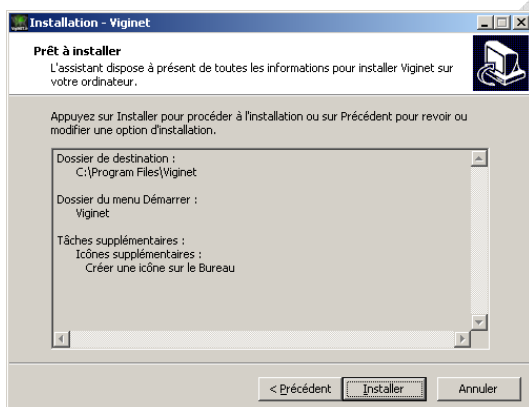 Installation - Viginet
Prêt à installer
L'assistant dispose à présent de toutes les informations pour installer Viginet sur
votre ordinateur.
Appuyez sur Installer pour procéder à l'installation ou sur Précédent pour revoir ou
modifier une option d'installation.
Dossier de destination :
C:\Program Files\Viginet
Dossier du menu Démarrer :
Viginet
Tâches supplémentaires :
Icônes supplémentaires :
Créer une icône sur le Bureau
< Précédent
Installer
Annuler